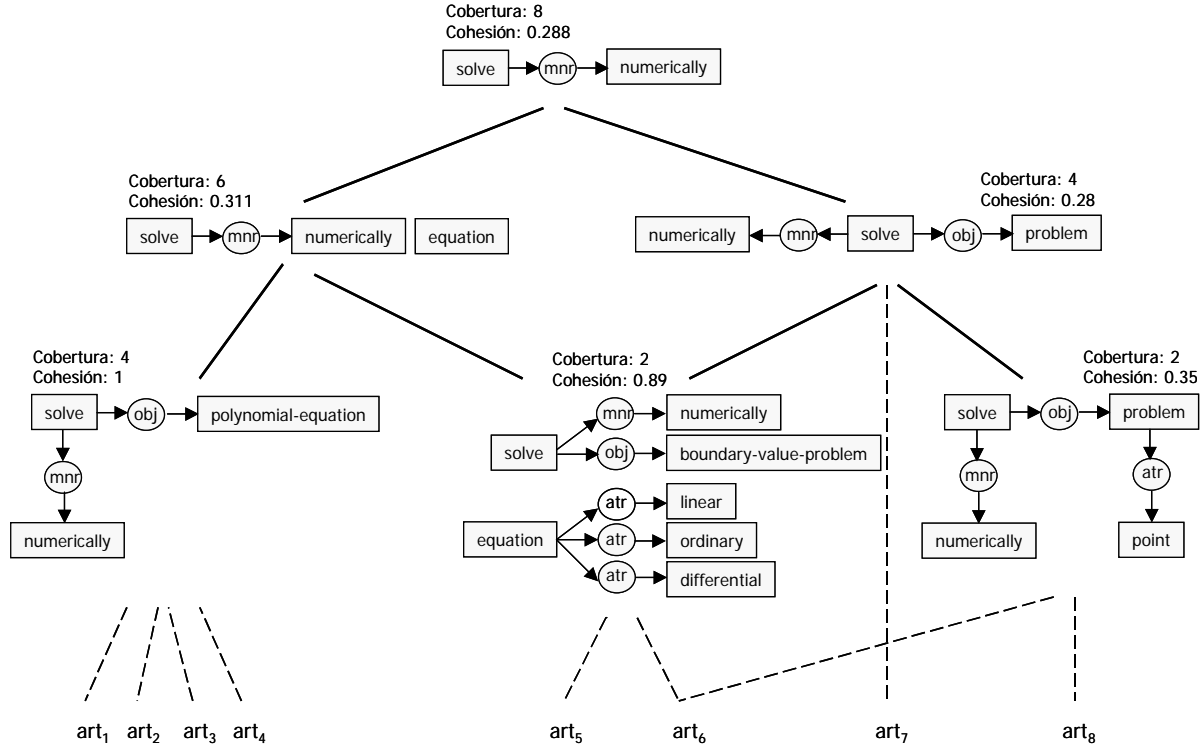 Cobertura: 8
Cohesión: 0.288
solve mnr numerically
Cobertura: 6
Cohesión: 0.311
solve mnr numerically equation
Cobertura: 4
Cohesión: 0.28
numerically mnr solve obj problem
Cobertura: 4
Cohesión: 1
solve obj polynomial-equation
mnr
numerically
Cobertura: 2
Cohesión: 0.89
mnr numerically
solve obj boundary-value-problem
atr linear
equation atr ordinary
atr differential
Cobertura: 2
Cohesión: 0.35
solve obj problem
mnr atr
numerically point
art1 art2 art3 art4 art5 art6 art7 art8